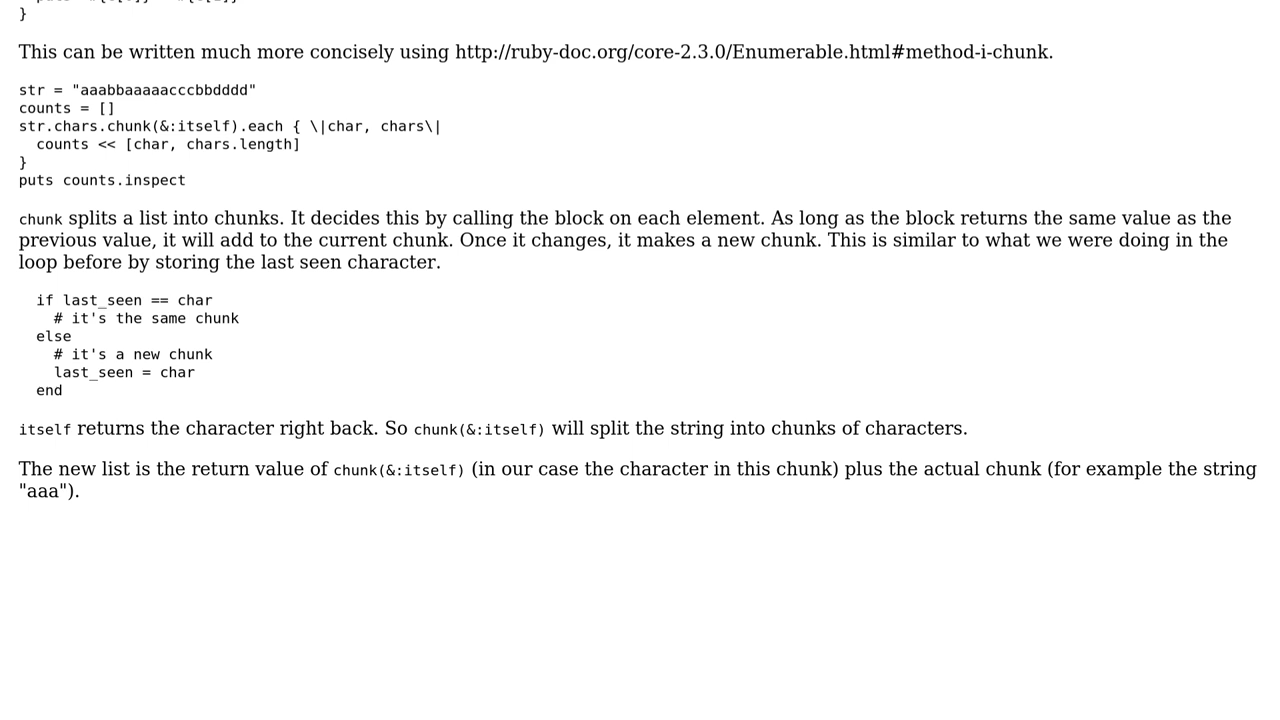 }
This can be written much more concisely using http://ruby-doc.org/core-2.3.0/Enumerable.html#method-i-chunk.
str = "aaabbaaaaacccbbdddd"
counts = []
str.chars.chunk(&:itself).each { \|char, chars\|
  counts << [char, chars.length]
}
puts counts.inspect
chunk splits a list into chunks. It decides this by calling the block on each element. As long as the block returns the same value as the
previous value, it will add to the current chunk. Once it changes, it makes a new chunk. This is similar to what we were doing in the
loop before by storing the last seen character.
  if last_seen == char
    # it's the same chunk
  else
    # it's a new chunk
    last_seen = char
  end
itself returns the character right back. So chunk(&:itself) will split the string into chunks of characters.
The new list is the return value of chunk(&:itself) (in our case the character in this chunk) plus the actual chunk (for example the string
"aaa").